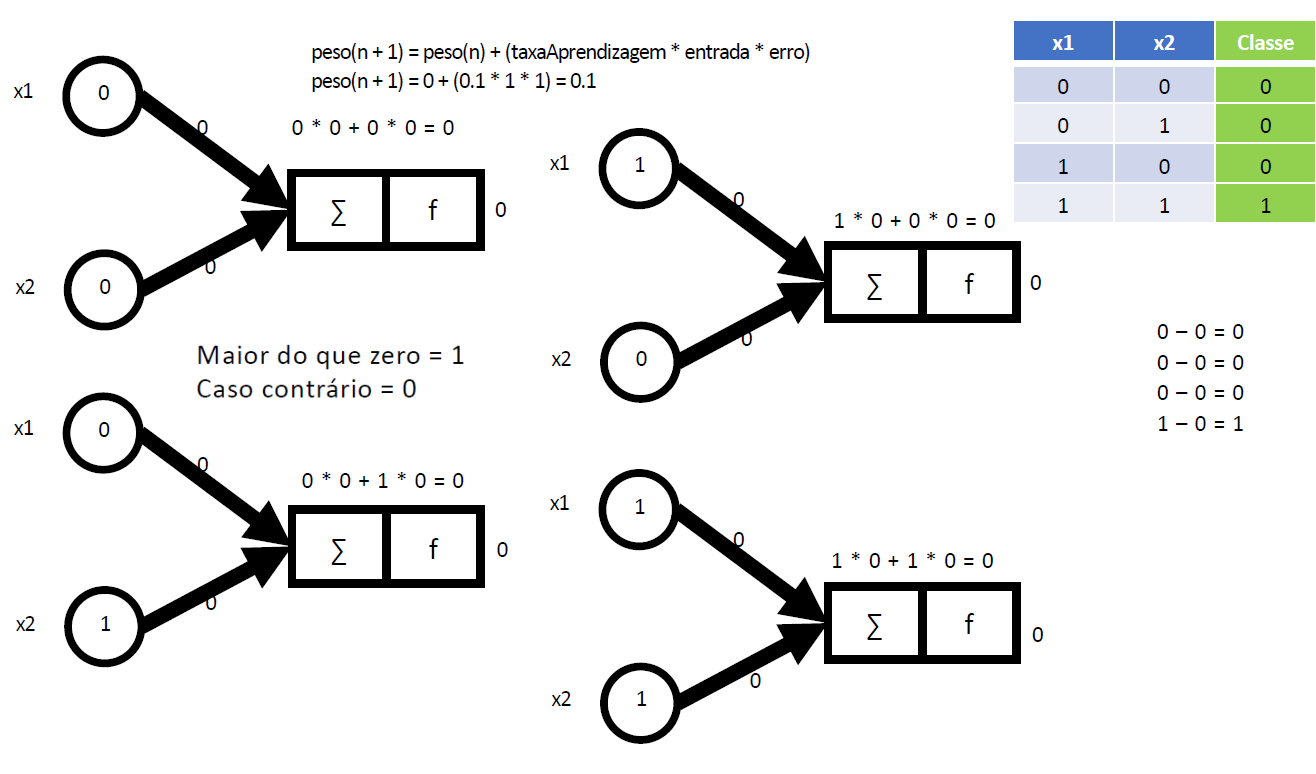 peso(n + 1) = peso(n) + (taxaAprendizagem * entrada * erro)
peso(n + 1) = 0 + (0.1 * 1 * 1) = 0.1
x1
0
0
0 * 0 + 0 * 0 = 0
∑
f
0
x2
0
0
Maior do que zero = 1
Caso contrário = 0
x1
0
0
0 * 0 + 1 * 0 = 0
∑
f
0
x2
1
0
x1
1
0
1 * 0 + 0 * 0 = 0
∑
f
0
x2
0
0
x1
1
0
1 * 0 + 1 * 0 = 0
∑
f
0
x2
1
0
x1 x2 Classe
0 0 0
0 1 0
1 0 0
1 1 1
0 – 0 = 0
0 – 0 = 0
0 – 0 = 0
1 – 0 = 1